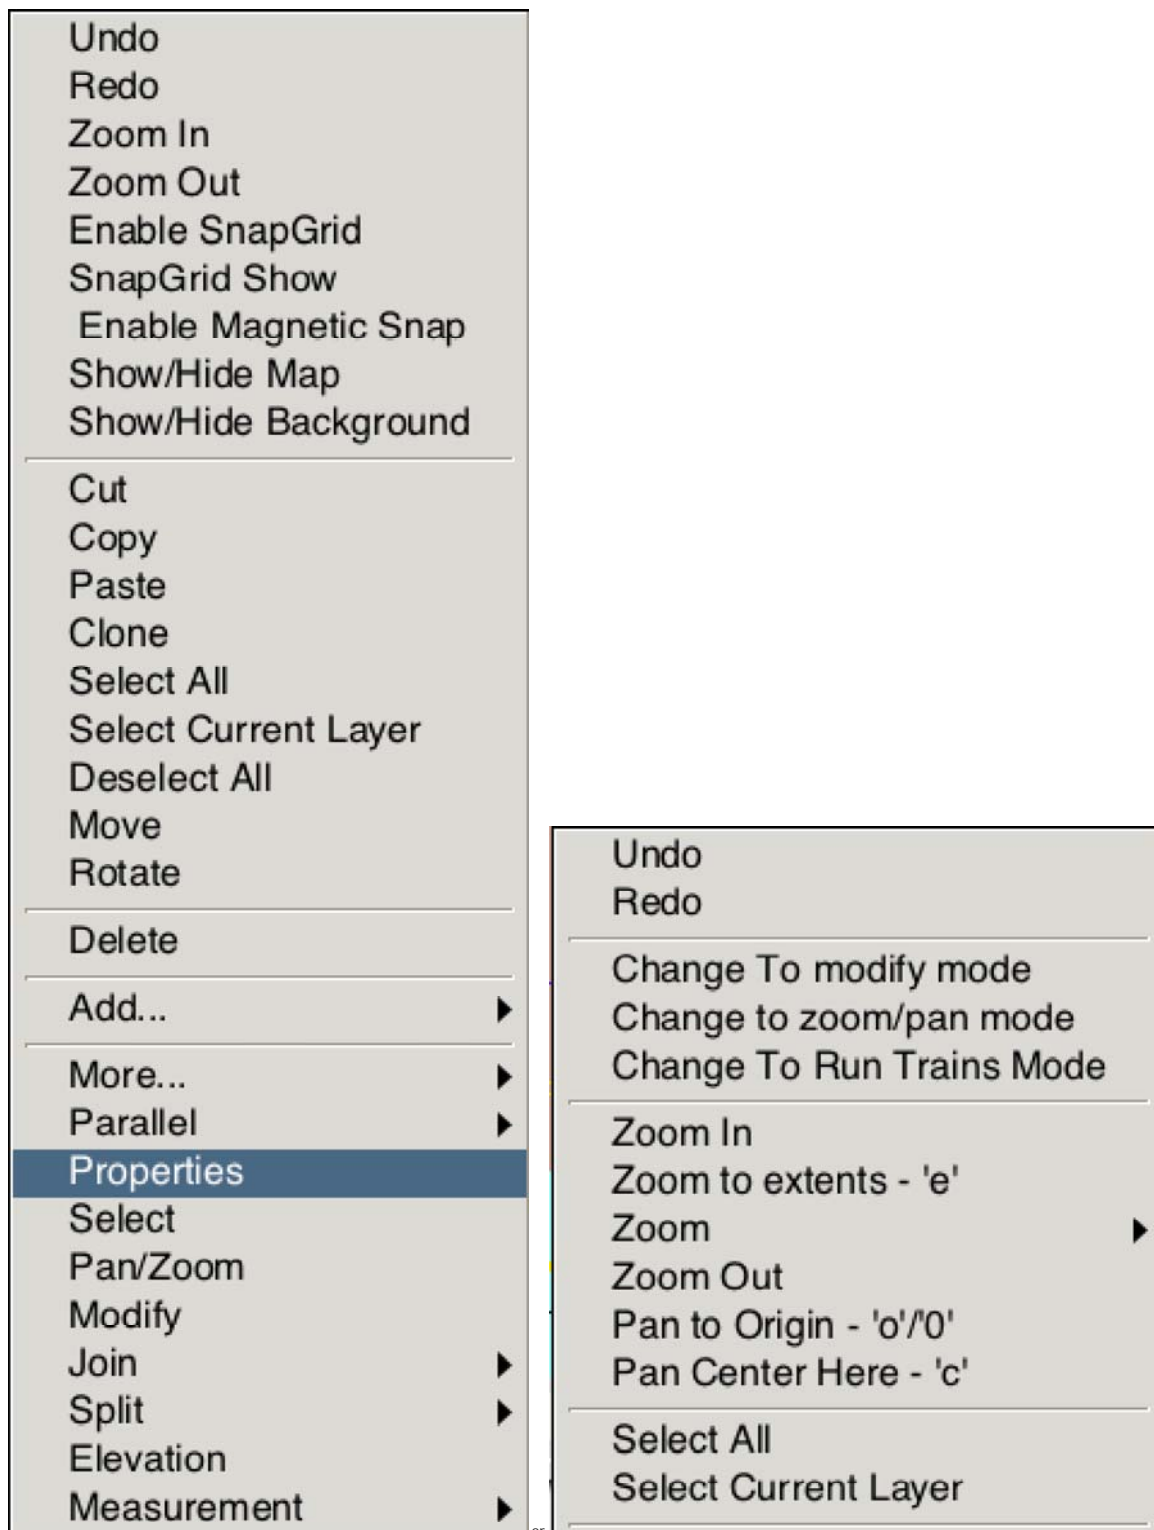 Undo
Redo
Zoom In
Zoom Out
Enable SnapGrid
SnapGrid Show
Enable Magnetic Snap
Show/Hide Map
Show/Hide Background
Cut
Copy
Paste
Clone
Select All
Select Current Layer
Deselect All
Move
Rotate
Delete
Add...
More...
Parallel
Properties
Select
Pan/Zoom
Modify
Join
Split
Elevation
Measurement
or
Undo
Redo
Change To modify mode
Change to zoom/pan mode
Change To Run Trains Mode
Zoom In
Zoom to extents - 'e'
Zoom
Zoom Out
Pan to Origin - 'o'/'0'
Pan Center Here - 'c'
Select All
Select Current Layer